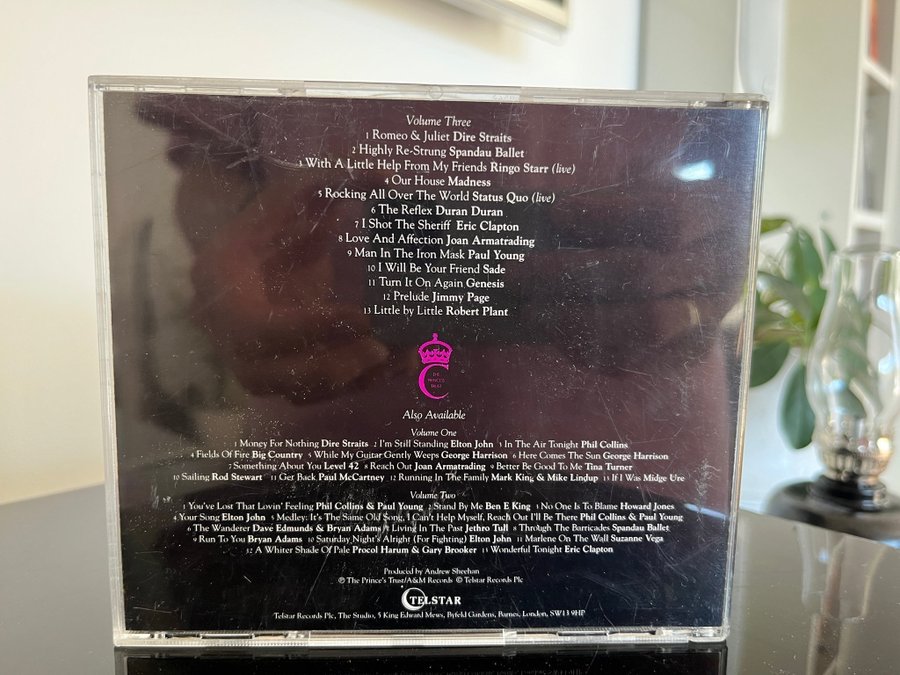 Volume Three
1 Romeo & Juliet Dire Straits
2 Highly Re-Strung Spandau Ballet
3 With A Little Help From My Friends Ringo Starr (live)
4 Our House Madness
5 Rocking All Over The World Status Quo (live)
6 The Reflex Duran Duran
7 I Shot The Sheriff Eric Clapton
8 Love And Affection Joan Armatrading
9 Man In The Iron Mask Paul Young
10 I Will Be Your Friend Sade
11 Turn It On Again Genesis
12 Prelude Jimmy Page
13 Little by Little Robert Plant
THE
PRINCE'S
TRUST
Also Available
Volume One
1 Money For Nothing Dire Straits 2 I'm Still Standing Elton John 3 In The Air Tonight Phil Collins
4 Fields Of Fire Big Country 5 While My Guitar Gently Weeps George Harrison 6 Here Comes The Sun George Harrison
7 Something About You Level 42 8 Reach Out Joan Armatrading 9 Better Be Good To Me Tina Turner
10 Sailing Rod Stewart 11 Get Back Paul McCartney 12 Running In The Family Mark King & Mike Lindup 13 If I Was Midge Ure
Volume Two
1 You've Lost That Lovin' Feeling Phil Collins & Paul Young 2 Stand By Me Ben E King 3 No One Is To Blame Howard Jones
4 Your Song Elton John 5 Medley: It's The Same Old Song, I Can't Help Myself, Reach Out I'll Be There Phil Collins & Paul Young
6 The Wanderer Dave Edmunds & Bryan Adams 7 Living In The Past Jethro Tull 8 Through The Barricades Spandau Ballet
9 Run To You Bryan Adams 10 Saturday Night's Alright (For Fighting) Elton John 11 Marlene On The Wall Suzanne Vega
12 A Whiter Shade Of Pale Procol Harum & Gary Brooker 13 Wonderful Tonight Eric Clapton
Produced by Andrew Sheehan
℗ The Prince's Trust/A&M Records © Telstar Records Plc
TELSTAR
Telstar Records Plc, The Studio, 5 King Edward Mews, Byfeld Gardens, Barnes, London, SW13 9HP